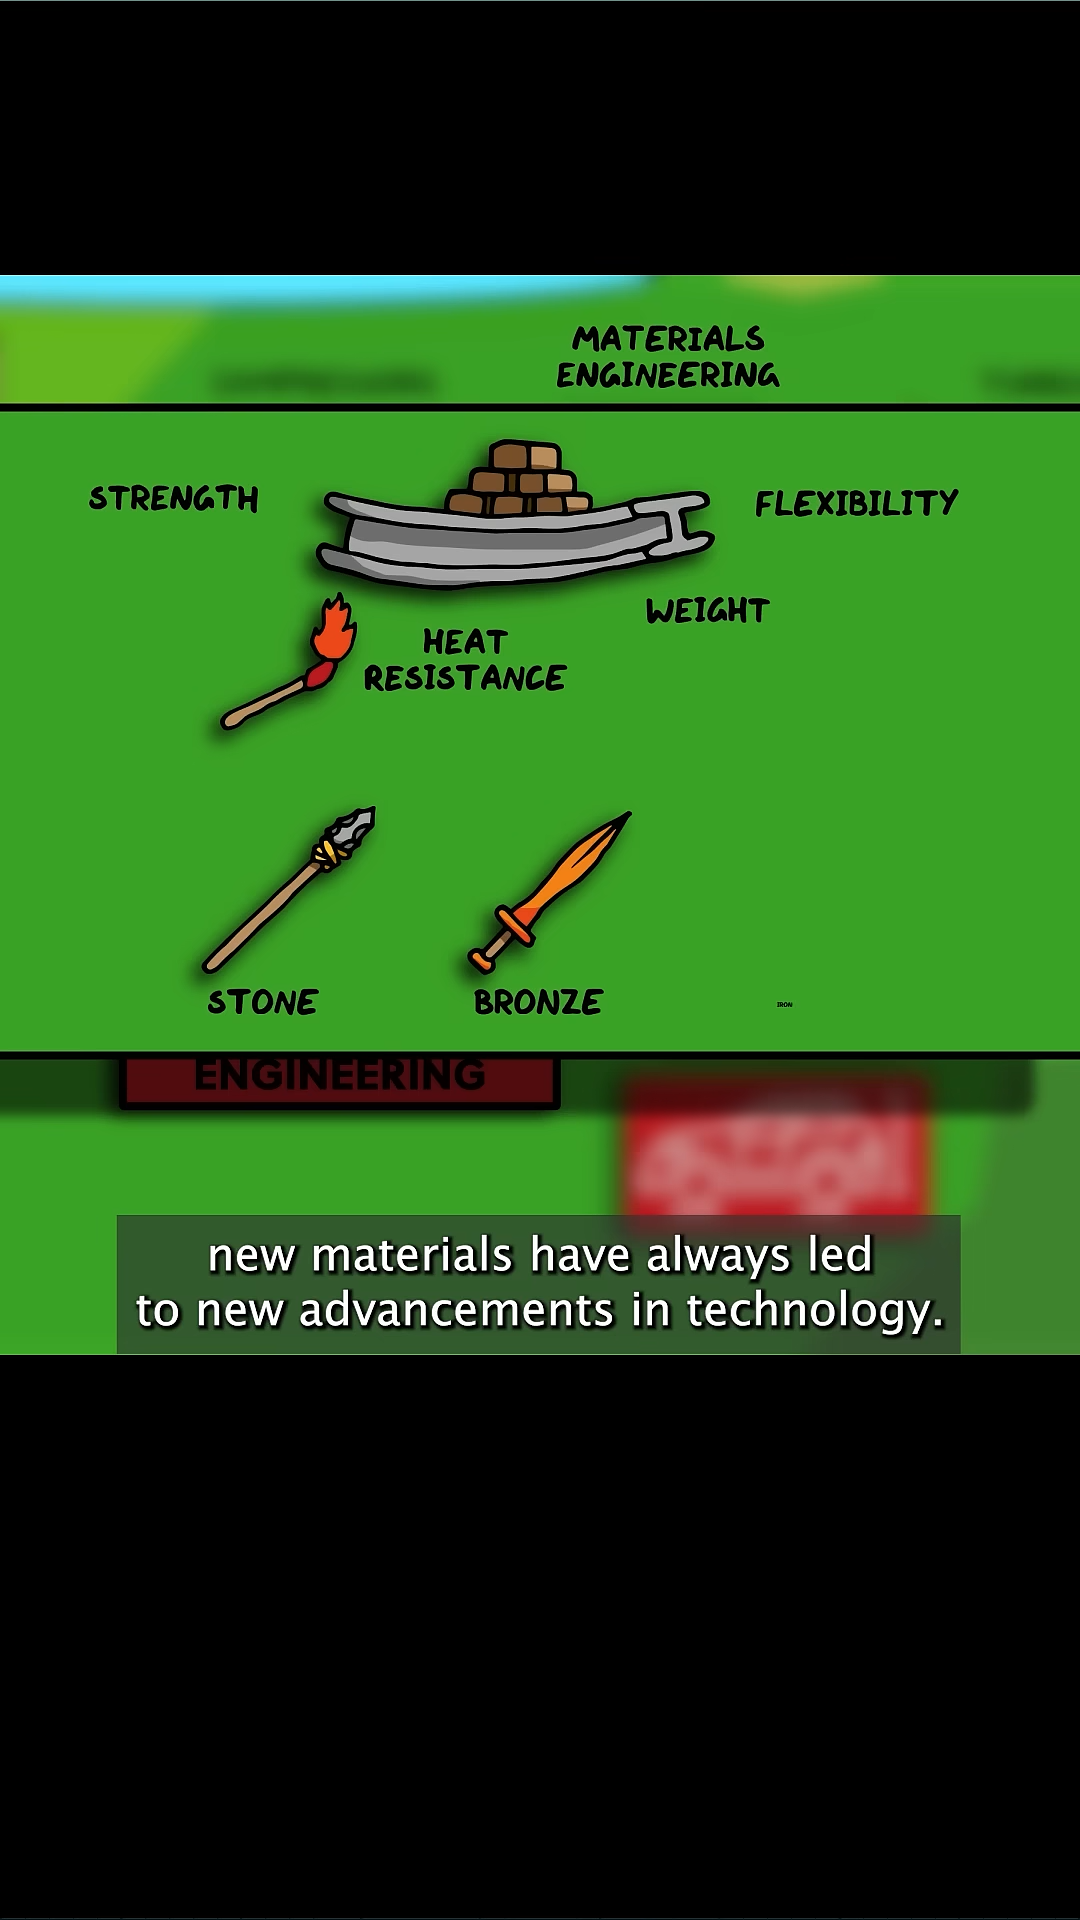 MATERIALS
ENGINEERING
STRENGTH
FLEXIBILITY
WEIGHT
HEAT
RESISTANCE
STONE
BRONZE
IRON
ENGINEERING
new materials have always led
to new advancements in technology.